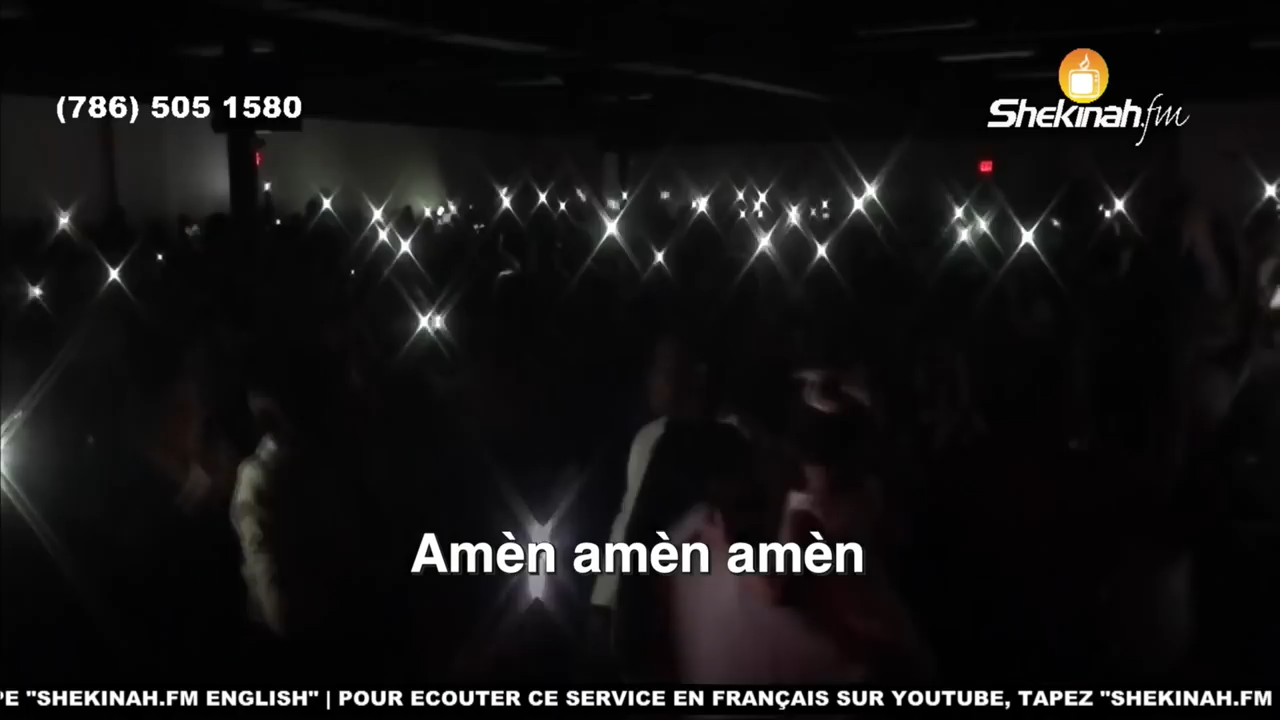 (786) 505 1580
Shekinah.fm
Amèn amèn amèn
PE "SHEKINAH.FM ENGLISH" | POUR ECOUTER CE SERVICE EN FRANÇAIS SUR YOUTUBE, TAPEZ "SHEKINAH.FM